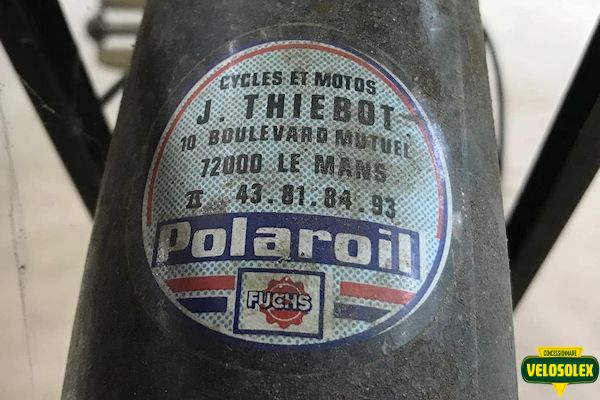 CYCLES ET MOTOS
J. THIEBOT
10 BOULEVARD MUTUEL
72000 LE MANS
43.81.84.93
Polaroil
FUCHS
CONCESSIONNAIRE
VELOSOLEX